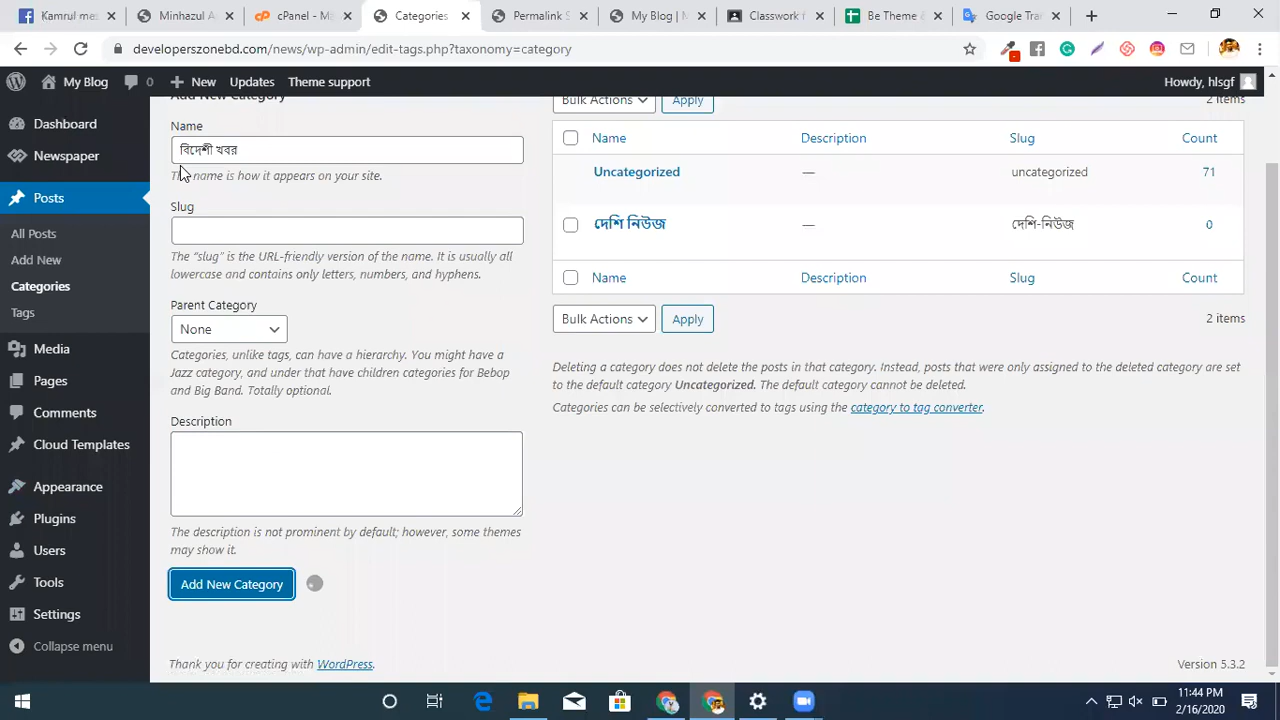 Kamrul mes
Minhazul A
cPanel - Mi
Categories
Permalink S
My Blog | M
Classwork f
Be Theme &
Google Tra
developerszonebd.com/news/wp-admin/edit-tags.php?taxonomy=category
My Blog 0 New Updates Theme support Howdy, hlsgf
Dashboard
Newspaper
Posts
All Posts
Add New
Categories
Tags
Media
Pages
Comments
Cloud Templates
Appearance
Plugins
Users
Tools
Settings
Collapse menu
Add New Category
Name
বিদেশী খবর
The name is how it appears on your site.
Slug
The “slug” is the URL-friendly version of the name. It is usually all
lowercase and contains only letters, numbers, and hyphens.
Parent Category
None
Categories, unlike tags, can have a hierarchy. You might have a
Jazz category, and under that have children categories for Bebop
and Big Band. Totally optional.
Description
The description is not prominent by default; however, some themes
may show it.
Add New Category
Bulk Actions Apply 2 items
Name Description Slug Count
Uncategorized — uncategorized 71
দেশি নিউজ — দেশি-নিউজ 0
Name Description Slug Count
Bulk Actions Apply 2 items
Deleting a category does not delete the posts in that category. Instead, posts that were only assigned to the deleted category are set
to the default category Uncategorized. The default category cannot be deleted.
Categories can be selectively converted to tags using the category to tag converter.
Thank you for creating with WordPress. Version 5.3.2
11:44 PM
2/16/2020